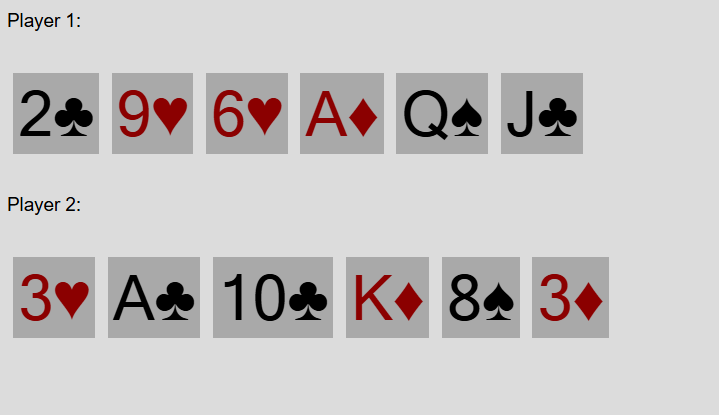 Player 1:
2♣ 9♥ 6♥ A♦ Q♠ J♣
Player 2:
3♥ A♣ 10♣ K♦ 8♠ 3♦